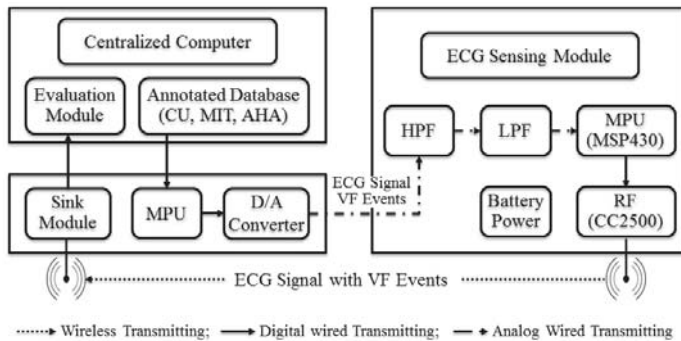 Centralized Computer
Evaluation
Module
Annotated Database
(CU, MIT, AHA)
Sink
Module
MPU
D/A
Converter
ECG Signal
VF Events
ECG Sensing Module
HPF
LPF
MPU
(MSP430)
Battery
Power
RF
(CC2500)
ECG Signal with VF Events
Wireless Transmitting; Digital wired Transmitting; Analog Wired Transmitting